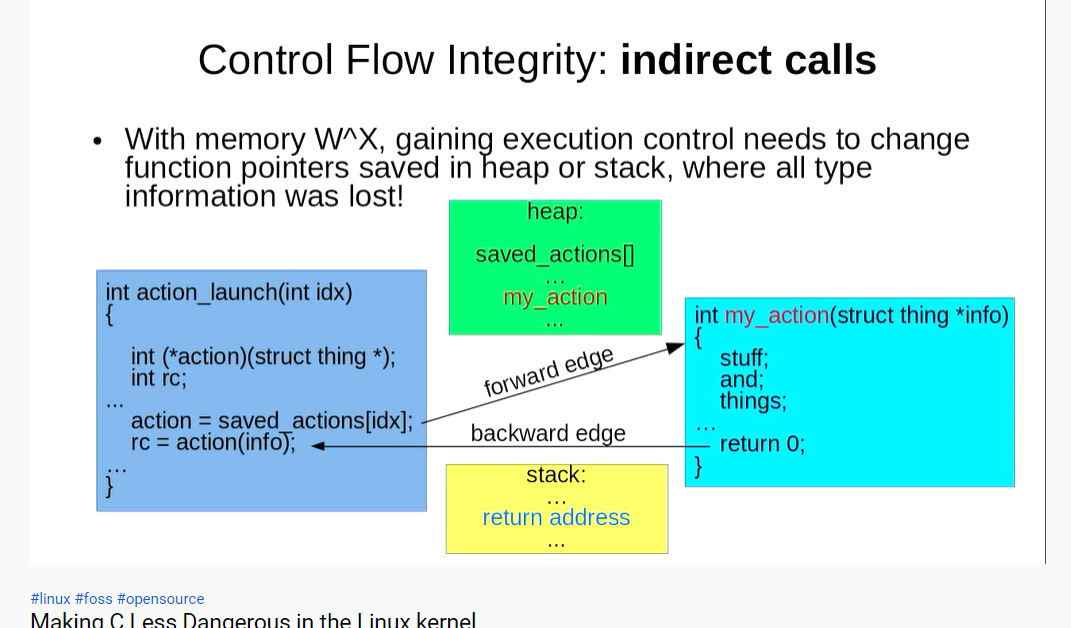 Control Flow Integrity: indirect calls
• With memory W^X, gaining execution control needs to change
function pointers saved in heap or stack, where all type
information was lost!
heap:
saved_actions[]
...
my_action
...
int action_launch(int idx)
{
int (*action)(struct thing *);
int rc;
...
action = saved_actions[idx];
rc = action(info);
...
}
forward edge
backward edge
int my_action(struct thing *info)
{
stuff;
and;
things;
...
return 0;
}
stack:
...
return address
...
#linux #foss #opensource
Making C Less Dangerous in the Linux kernel